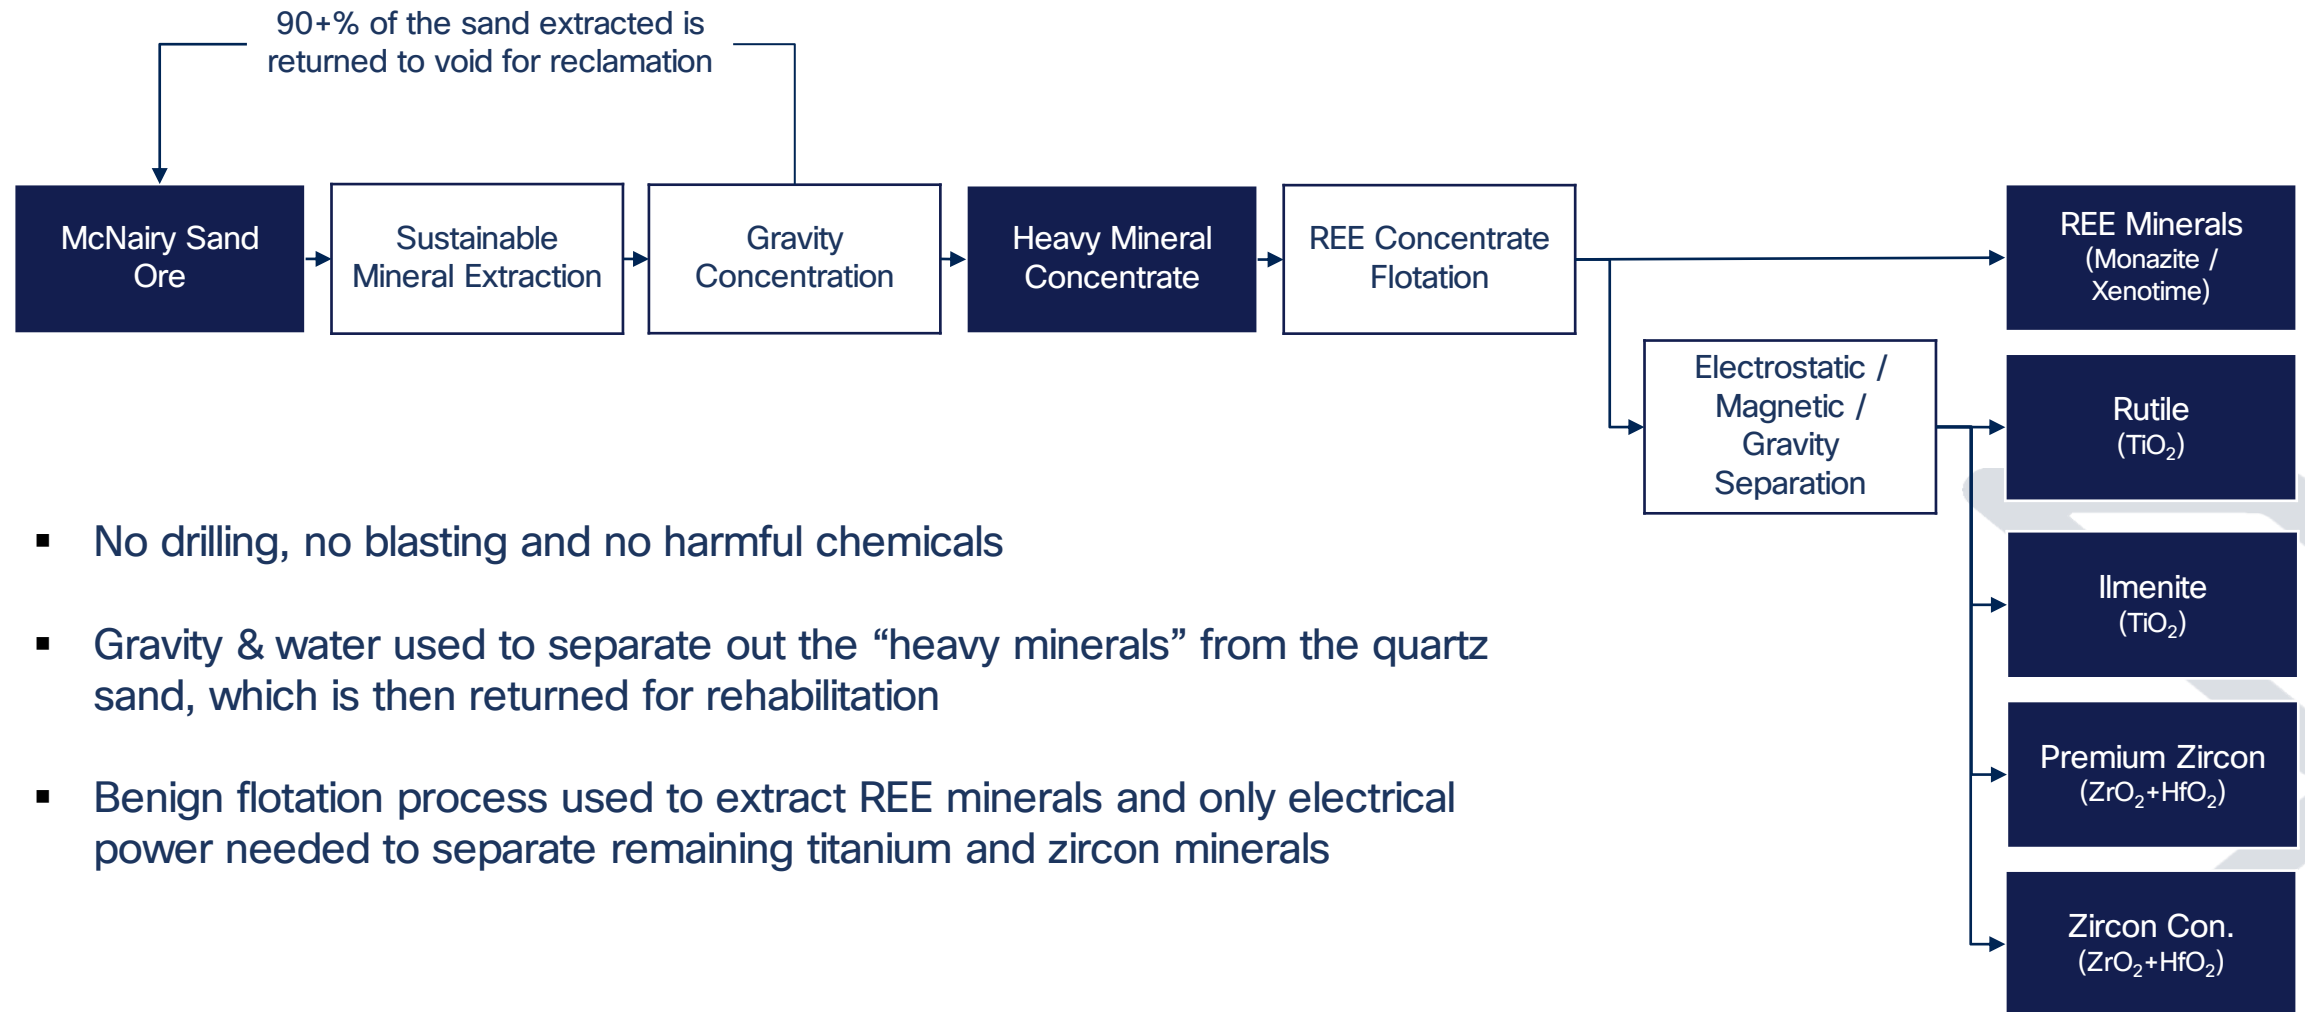 90+% of the sand extracted is
returned to void for reclamation
McNairy Sand
Ore
Sustainable
Mineral Extraction
Gravity
Concentration
Heavy Mineral
Concentrate
REE Concentrate
Flotation
REE Minerals
(Monazite /
Xenotime)
Electrostatic /
Magnetic /
Gravity
Separation
Rutile
(TiO₂)
Ilmenite
(TiO₂)
Premium Zircon
(ZrO₂+HfO₂)
Zircon Con.
(ZrO₂+HfO₂)
▪ No drilling, no blasting and no harmful chemicals
▪ Gravity & water used to separate out the “heavy minerals” from the quartz
sand, which is then returned for rehabilitation
▪ Benign flotation process used to extract REE minerals and only electrical
power needed to separate remaining titanium and zircon minerals